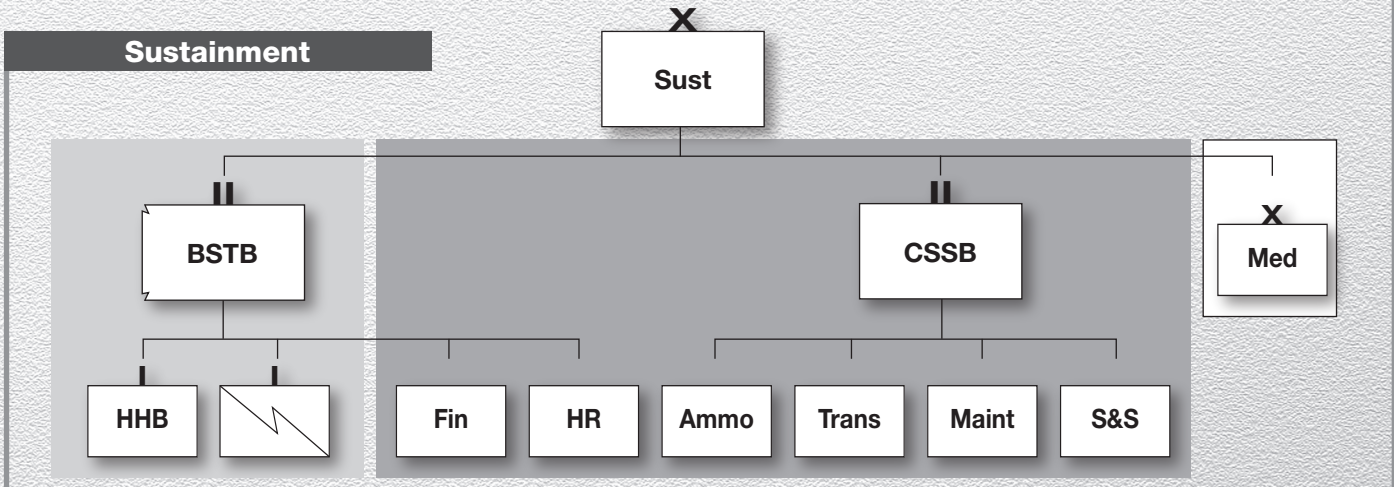 Sustainment
X
Sust
II
BSTB
II
CSSB
X
Med
I
HHB
I
Fin
HR
Ammo
Trans
Maint
S&S